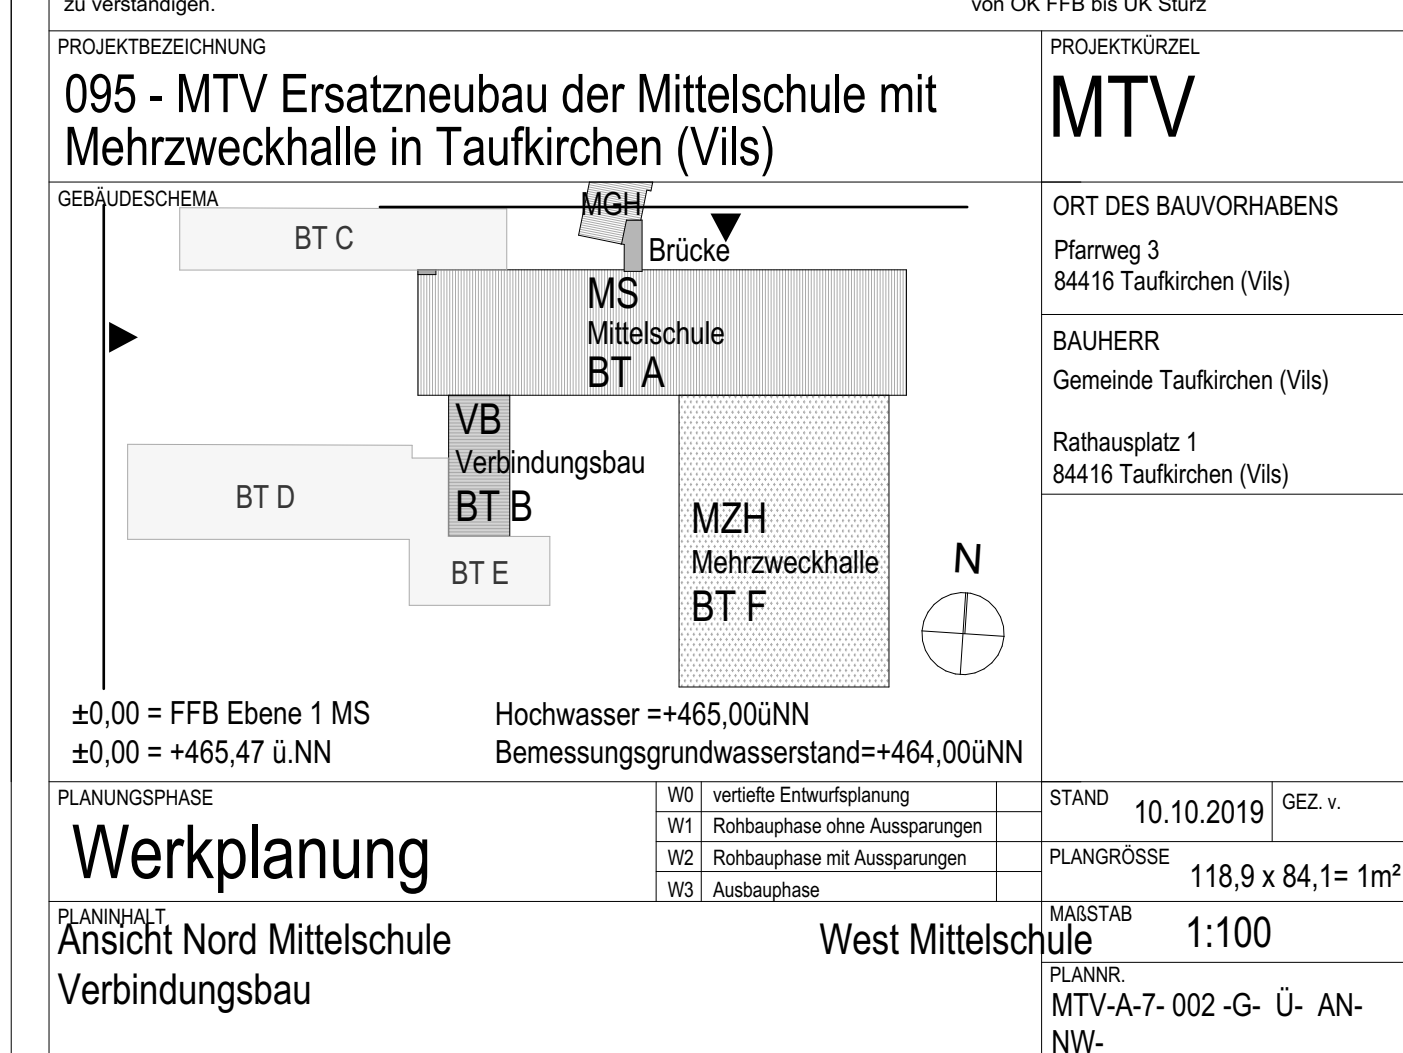 zu verständigen.
von OK FFB bis UK Sturz
PROJEKTBEZEICHNUNG
095 - MTV Ersatzneubau der Mittelschule mit
Mehrzweckhalle in Taufkirchen (Vils)
PROJEKTKÜRZEL
MTV
GEBÄUDESCHEMA
MGH
BT C
Brücke
MS
Mittelschule
BT A
VB
Verbindungsbau
BT B
BT D
BT E
MZH
Mehrzweckhalle
BT F
N
±0,00 = FFB Ebene 1 MS
±0,00 = +465,47 ü.NN
Hochwasser =+465,00üNN
Bemessungsgrundwasserstand=+464,00üNN
ORT DES BAUVORHABENS
Pfarrweg 3
84416 Taufkirchen (Vils)
BAUHERR
Gemeinde Taufkirchen (Vils)
Rathausplatz 1
84416 Taufkirchen (Vils)
PLANUNGSPHASE
Werkplanung
W0 vertiefte Entwurfsplanung
W1 Rohbauphase ohne Aussparungen
W2 Rohbauphase mit Aussparungen
W3 Ausbauphase
STAND 10.10.2019 GEZ. v.
PLANGRÖSSE 118,9 x 84,1= 1m²
PLANINHALT
Ansicht Nord Mittelschule West Mittelschule
Verbindungsbau
MAßSTAB 1:100
PLANNR.
MTV-A-7- 002 -G- Ü- AN-
NW-